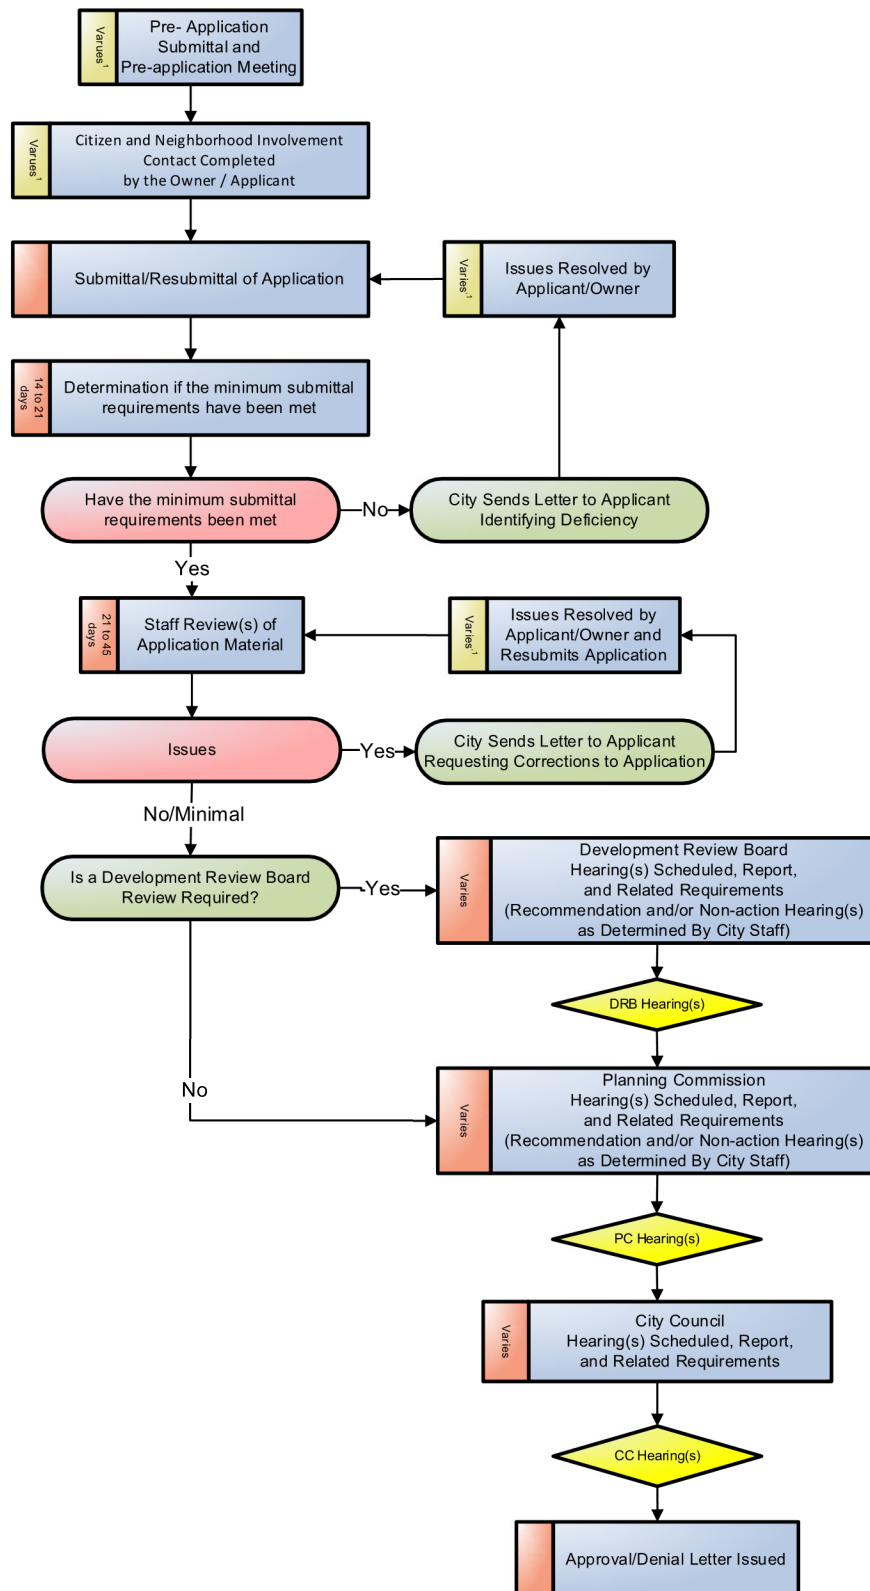 Varues¹
Pre- Application
Submittal and
Pre-application Meeting
Varues¹
Citizen and Neighborhood Involvement
Contact Completed
by the Owner / Applicant
Submittal/Resubmittal of Application
Varies·¹
Issues Resolved by
Applicant/Owner
14 to 21
days
Determination if the minimum submittal
requirements have been met
Have the minimum submittal
requirements been met
No
City Sends Letter to Applicant
Identifying Deficiency
Yes
21 to 45
days
Staff Review(s) of
Application Material
Varies·¹
Issues Resolved by
Applicant/Owner and
Resubmits Application
Issues
Yes
City Sends Letter to Applicant
Requesting Corrections to Application
No/Minimal
Is a Development Review Board
Review Required?
Yes
Varies
Development Review Board
Hearing(s) Scheduled, Report,
and Related Requirements
(Recommendation and/or Non-action Hearing(s)
as Determined By City Staff)
DRB Hearing(s)
No
Varies
Planning Commission
Hearing(s) Scheduled, Report,
and Related Requirements
(Recommendation and/or Non-action Hearing(s)
as Determined By City Staff)
PC Hearing(s)
Varies
City Council
Hearing(s) Scheduled, Report,
and Related Requirements
CC Hearing(s)
Approval/Denial Letter Issued